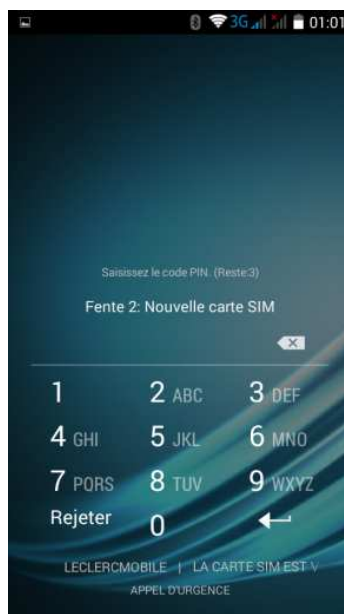 3G 01:01
Saisissez le code PIN. (Reste:3)
Fente 2: Nouvelle carte SIM
1 2 ABC 3 DEF
4 GHI 5 JKL 6 MNO
7 PQRS 8 TUV 9 WXYZ
Rejeter 0
LECLERCMOBILE | LA CARTE SIM EST V
APPEL D'URGENCE